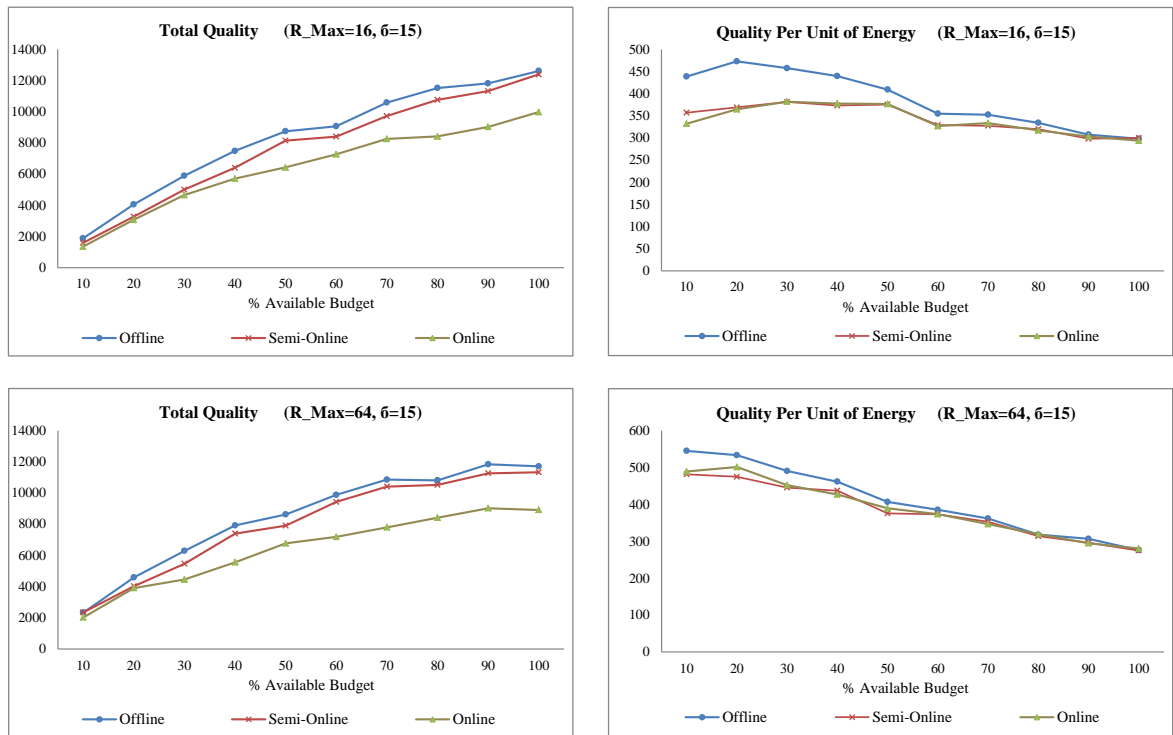 Total Quality (R_Max=16, б=15)
14000
12000
10000
8000
6000
4000
2000
0
10 20 30 40 50 60 70 80 90 100
% Available Budget
Offline Semi-Online Online
Quality Per Unit of Energy (R_Max=16, б=15)
500
450
400
350
300
250
200
150
100
50
0
10 20 30 40 50 60 70 80 90 100
% Available Budget
Offline Semi-Online Online
Total Quality (R_Max=64, б=15)
14000
12000
10000
8000
6000
4000
2000
0
10 20 30 40 50 60 70 80 90 100
% Available Budget
Offline Semi-Online Online
Quality Per Unit of Energy (R_Max=64, б=15)
600
500
400
300
200
100
0
10 20 30 40 50 60 70 80 90 100
% Available Budget
Offline Semi-Online Online